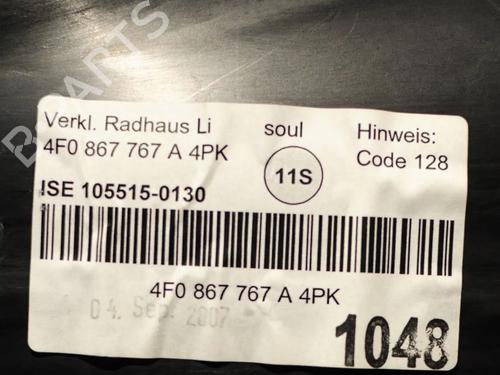 B-PARTS
Verkl. Radhaus Li
soul
Hinweis:
4F0 867 767 A 4PK
11S
Code 128
ISE 105515-0130
4F0 867 767 A 4PK
04. Sep. 2007
1048